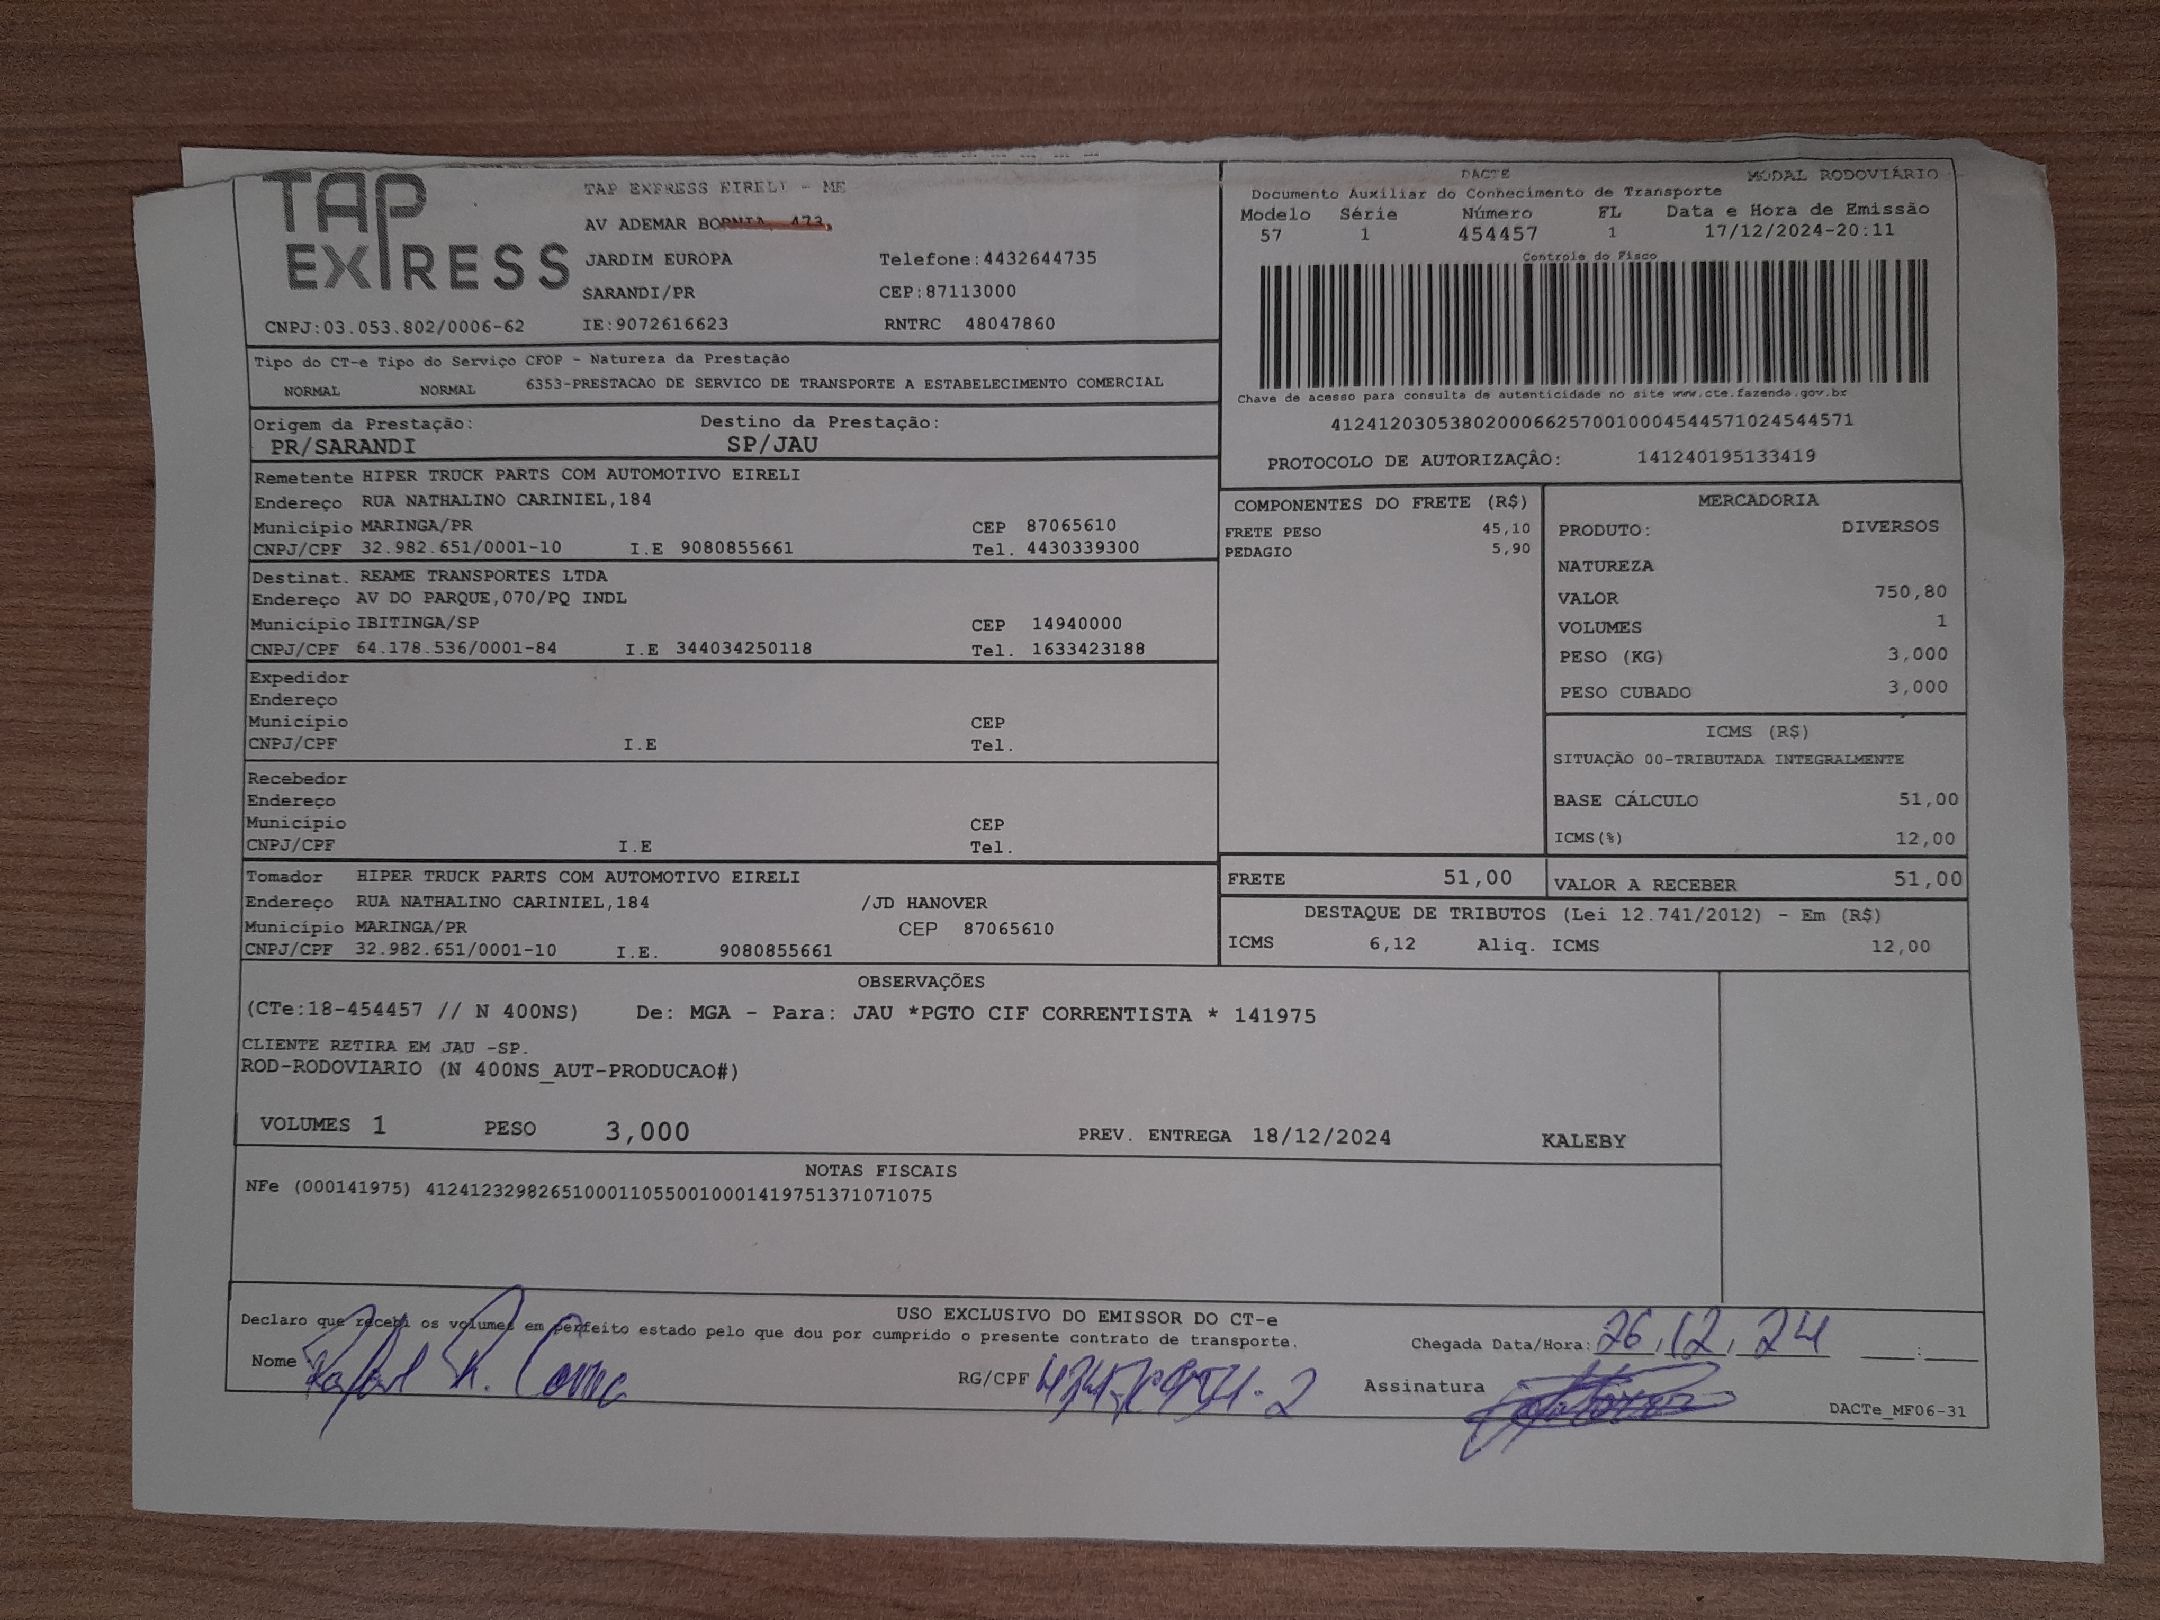 TAP EXPRESS
TAP EXPRESS EIRELI - ME
AV ADEMAR BORNIA, 473,
JARDIM EUROPA Telefone:4432644735
SARANDI/PR CEP:87113000
CNPJ:03.053.802/0006-62 IE:9072616623 RNTRC 48047860
DACTE MODAL RODOVIÁRIO
Documento Auxiliar do Conhecimento de Transporte
Modelo Série Número FL Data e Hora de Emissão
57 1 454457 1 17/12/2024-20:11
Controle do Fisco
Chave de acesso para consulta de autenticidade no site www.cte.fazenda.gov.br
41241203053802000662570010004544571024544571
PROTOCOLO DE AUTORIZAÇÂO: 141240195133419
Tipo do CT-e Tipo do Serviço CFOP - Natureza da Prestação
NORMAL NORMAL 6353-PRESTACAO DE SERVICO DE TRANSPORTE A ESTABELECIMENTO COMERCIAL
Origem da Prestação: Destino da Prestação:
PR/SARANDI SP/JAU
Remetente HIPER TRUCK PARTS COM AUTOMOTIVO EIRELI
Endereço RUA NATHALINO CARINIEL,184
Município MARINGA/PR CEP 87065610
CNPJ/CPF 32.982.651/0001-10 I.E 9080855661 Tel. 4430339300
Destinat. REAME TRANSPORTES LTDA
Endereço AV DO PARQUE,070/PQ INDL
Município IBITINGA/SP CEP 14940000
CNPJ/CPF 64.178.536/0001-84 I.E 344034250118 Tel. 1633423188
Expedidor
Endereço
Município CEP
CNPJ/CPF I.E Tel.
Recebedor
Endereço
Município CEP
CNPJ/CPF I.E Tel.
Tomador HIPER TRUCK PARTS COM AUTOMOTIVO EIRELI
Endereço RUA NATHALINO CARINIEL,184 /JD HANOVER
Município MARINGA/PR CEP 87065610
CNPJ/CPF 32.982.651/0001-10 I.E. 9080855661
COMPONENTES DO FRETE (R$)
FRETE PESO 45,10
PEDAGIO 5,90
MERCADORIA
PRODUTO: DIVERSOS
NATUREZA
VALOR 750,80
VOLUMES 1
PESO (KG) 3,000
PESO CUBADO 3,000
ICMS (R$)
SITUAÇÃO 00-TRIBUTADA INTEGRALMENTE
BASE CÁLCULO 51,00
ICMS(%) 12,00
FRETE 51,00 VALOR A RECEBER 51,00
DESTAQUE DE TRIBUTOS (Lei 12.741/2012) - Em (R$)
ICMS 6,12 Aliq. ICMS 12,00
OBSERVAÇÕES
(CTe:18-454457 // N 400NS) De: MGA - Para: JAU *PGTO CIF CORRENTISTA * 141975
CLIENTE RETIRA EM JAU -SP.
ROD-RODOVIARIO (N 400NS_AUT-PRODUCAO#)
VOLUMES 1 PESO 3,000 PREV. ENTREGA 18/12/2024 KALEBY
NOTAS FISCAIS
NFe (000141975) 41241232982651000110550010001419751371071075
USO EXCLUSIVO DO EMISSOR DO CT-e
Declaro que recebi os volumes em perfeito estado pelo que dou por cumprido o presente contrato de transporte.
Chegada Data/Hora: 26,12,24 ____:____
Nome RG/CPF Assinatura
DACTe_MF06-31